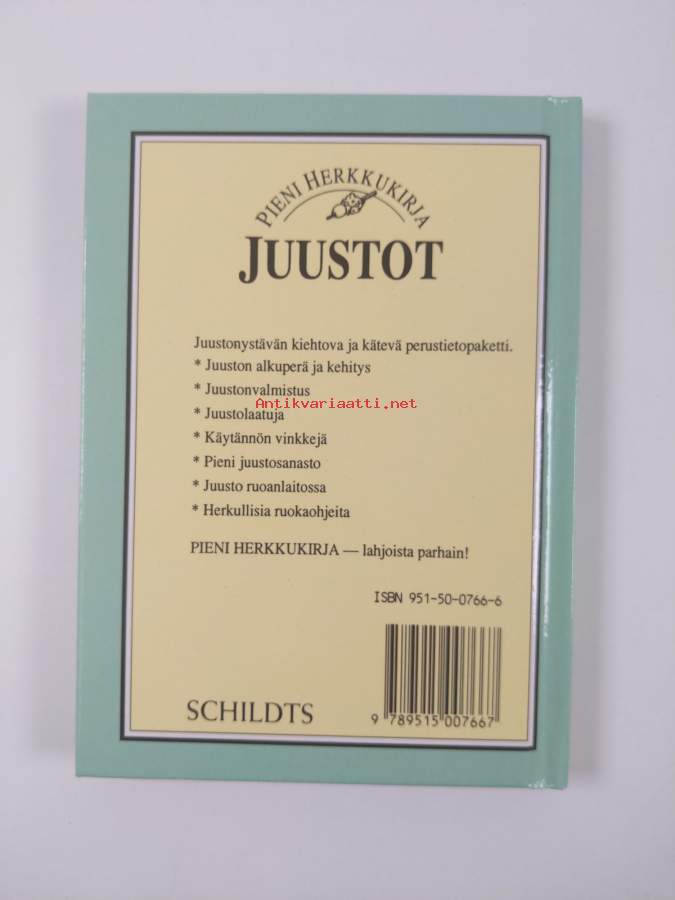 PIENI HERKKUKIRJA
JUUSTOT
Juustonystävän kiehtova ja kätevä perustietopaketti.
* Juuston alkuperä ja kehitys
* Juustonvalmistus
Antikvariaatti.net
* Juustolaatuja
* Käytännön vinkkejä
* Pieni juustosanasto
* Juusto ruoanlaitossa
* Herkullisia ruokaohjeita
PIENI HERKKUKIRJA — lahjoista parhain!
ISBN 951-50-0766-6
SCHILDTS
9 789515 007667